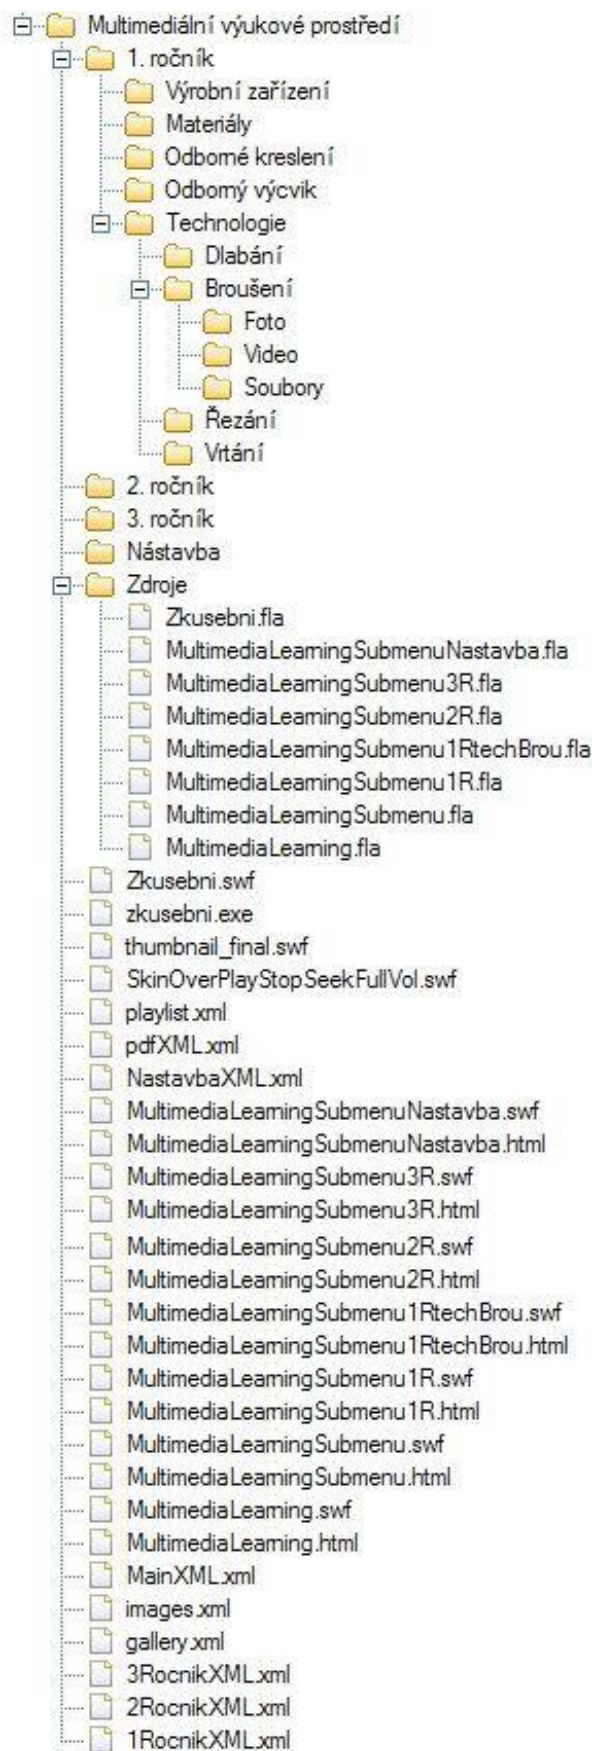 Multimediální výukové prostředí
1. ročník
Výrobní zařízení
Materiály
Odborné kreslení
Odborný výcvik
Technologie
Dlabání
Broušení
Foto
Video
Soubory
Řezání
Vrtání
2. ročník
3. ročník
Nástavba
Zdroje
Zkusebni.fla
MultimediaLearningSubmenuNastavba.fla
MultimediaLearningSubmenu3R.fla
MultimediaLearningSubmenu2R.fla
MultimediaLearningSubmenu1RtechBrou.fla
MultimediaLearningSubmenu1R.fla
MultimediaLearningSubmenu.fla
MultimediaLearning.fla
Zkusebni.swf
zkusebni.exe
thumbnail_final.swf
SkinOverPlayStopSeekFullVol.swf
playlist.xml
pdfXML.xml
NastavbaXML.xml
MultimediaLearningSubmenuNastavba.swf
MultimediaLearningSubmenuNastavba.html
MultimediaLearningSubmenu3R.swf
MultimediaLearningSubmenu3R.html
MultimediaLearningSubmenu2R.swf
MultimediaLearningSubmenu2R.html
MultimediaLearningSubmenu1RtechBrou.swf
MultimediaLearningSubmenu1RtechBrou.html
MultimediaLearningSubmenu1R.swf
MultimediaLearningSubmenu1R.html
MultimediaLearningSubmenu.swf
MultimediaLearningSubmenu.html
MultimediaLearning.swf
MultimediaLearning.html
MainXML.xml
images.xml
gallery.xml
3RocnikXML.xml
2RocnikXML.xml
1RocnikXML.xml